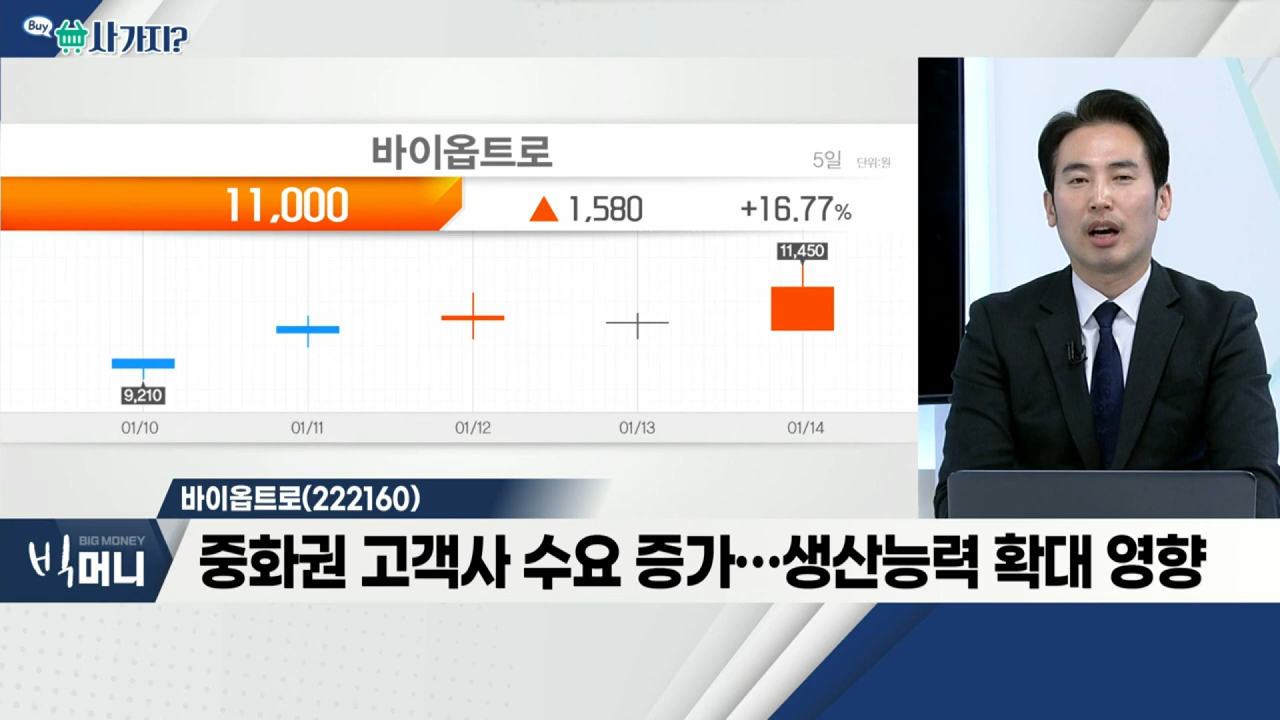 Buy
사가지?
바이옵트로
5일 단위:원
11,000 ▲ 1,580 +16.77%
11,450
9,210
01/10 01/11 01/12 01/13 01/14
바이옵트로(222160)
BIG MONEY
빅머니
중화권 고객사 수요 증가…생산능력 확대 영향